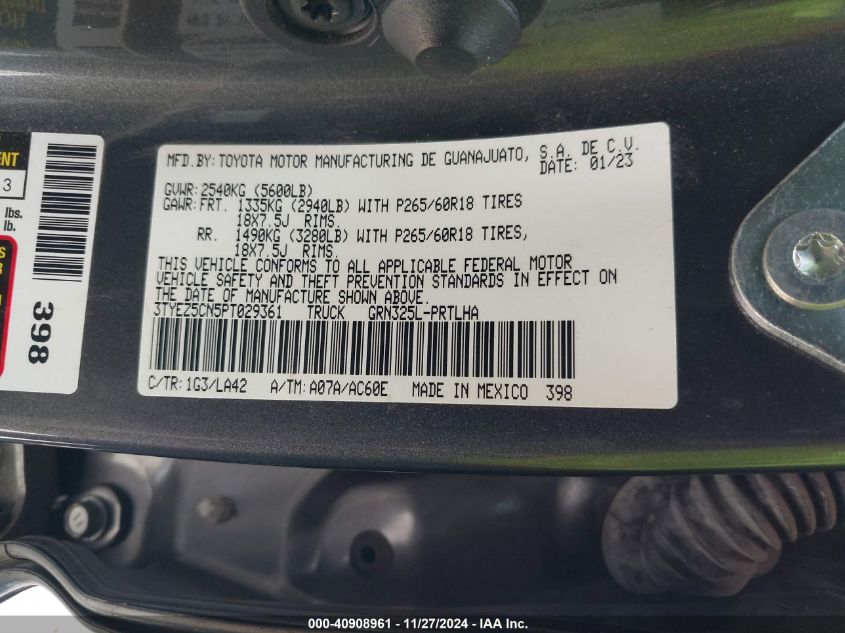 MFD.BY:TOYOTA MOTOR MANUFACTURING DE GUANAJUATO, S.A. DE C.V.
DATE: 01/23
GVWR:2540KG (5600LB)
GAWR:FRT. 1335KG (2940LB) WITH P265/60R18 TIRES
18X7.5J RIMS.
RR. 1490KG (3280LB) WITH P265/60R18 TIRES,
18X7.5J RIMS.
THIS VEHICLE CONFORMS TO ALL APPLICABLE FEDERAL MOTOR
VEHICLE SAFETY AND THEFT PREVENTION STANDARDS IN EFFECT ON
THE DATE OF MANUFACTURE SHOWN ABOVE.
3TYEZ5CN5PT029361 TRUCK GRN325L-PRTLHA
C/TR:1G3/LA42 A/TM:A07A/AC60E MADE IN MEXICO 398
3
lbs.
lb.
398
000-40908961 - 11/27/2024 - IAA Inc.